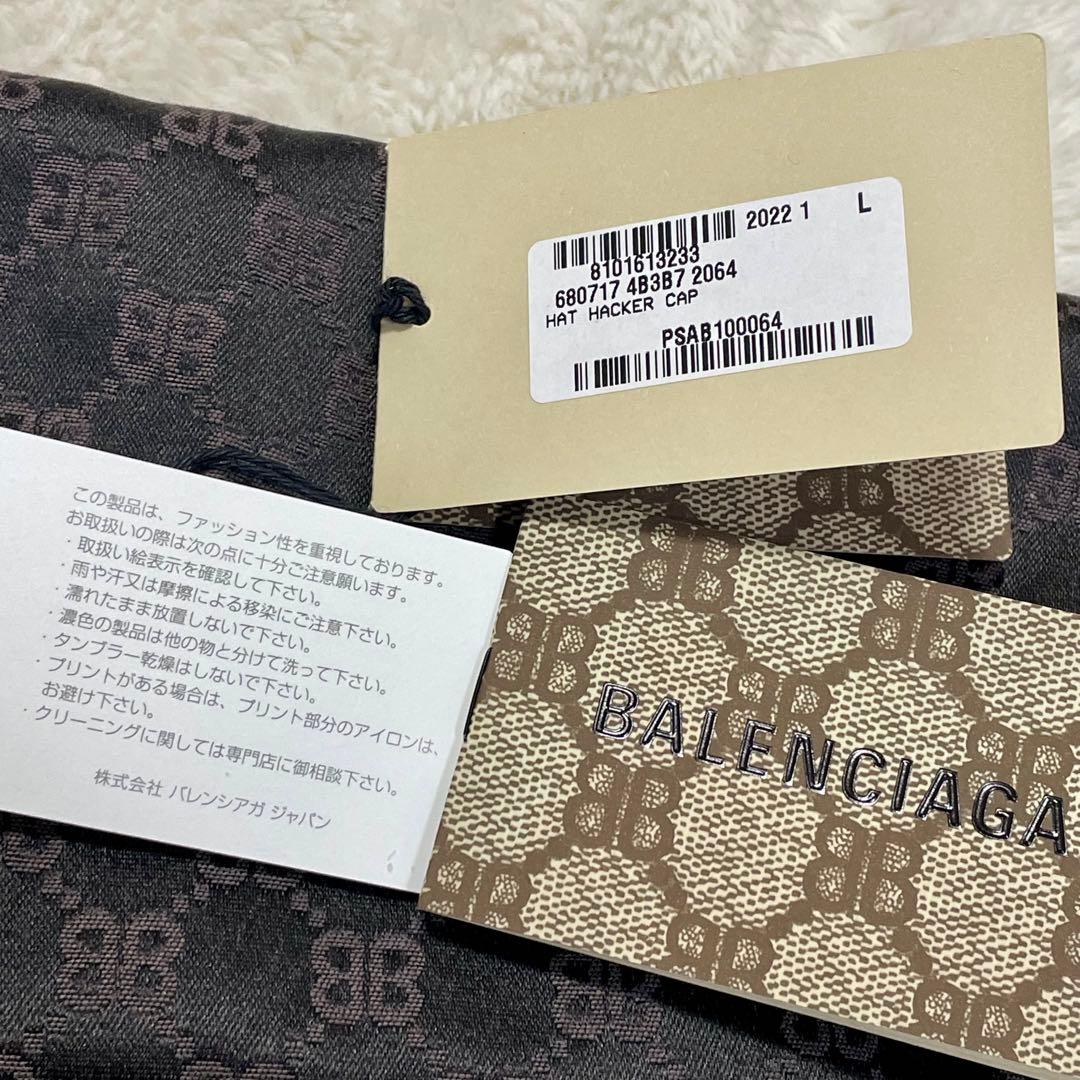 2022 1 L
8101613233
680717 4B3B7 2064
HAT HACKER CAP
PSAB100064
この製品は、ファッション性を重視しております。
お取扱いの際は次の点に十分ご注意願います。
・取扱い絵表示を確認して下さい。
・雨や汗又は摩擦による移染にご注意下さい。
・濡れたまま放置しないで下さい。
・濃色の製品は他の物と分けて洗って下さい。
・タンブラー乾燥はしないで下さい。
・プリントがある場合は、プリント部分のアイロンは、
お避け下さい。
・クリーニングに関しては専門店に御相談下さい。
株式会社 バレンシアガ ジャパン
BALENCIAGA